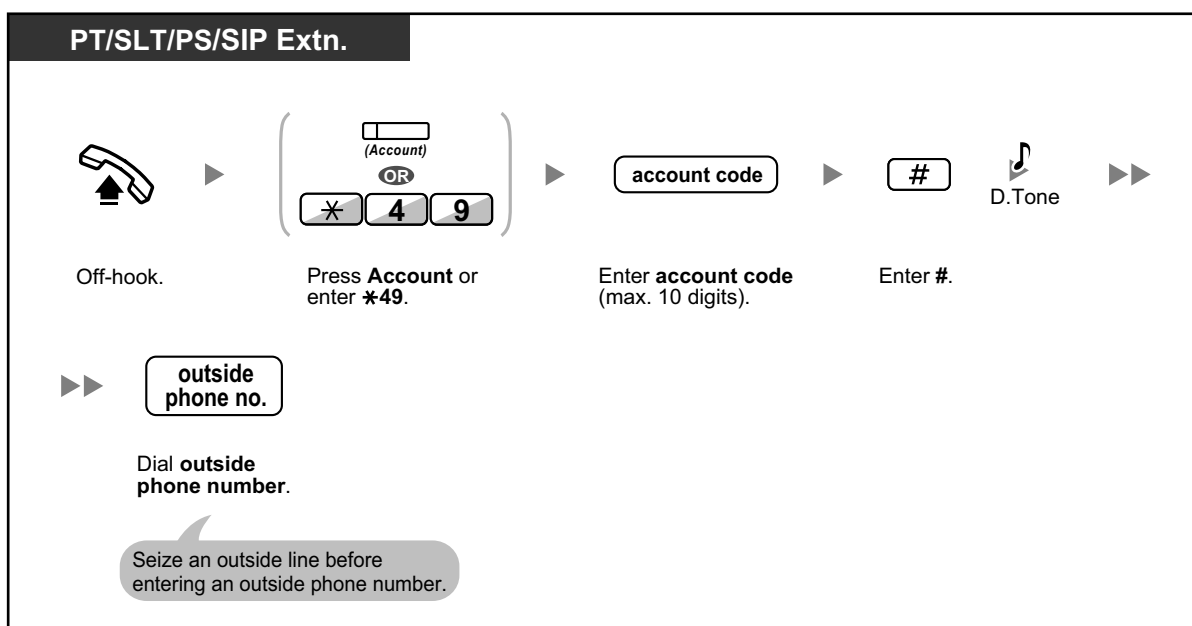 PT/SLT/PS/SIP Extn.
(Account)
OR
* 4 9
account code
#
D.Tone
Off-hook.
Press Account or
enter *49.
Enter account code
(max. 10 digits).
Enter #.
outside
phone no.
Dial outside
phone number.
Seize an outside line before
entering an outside phone number.